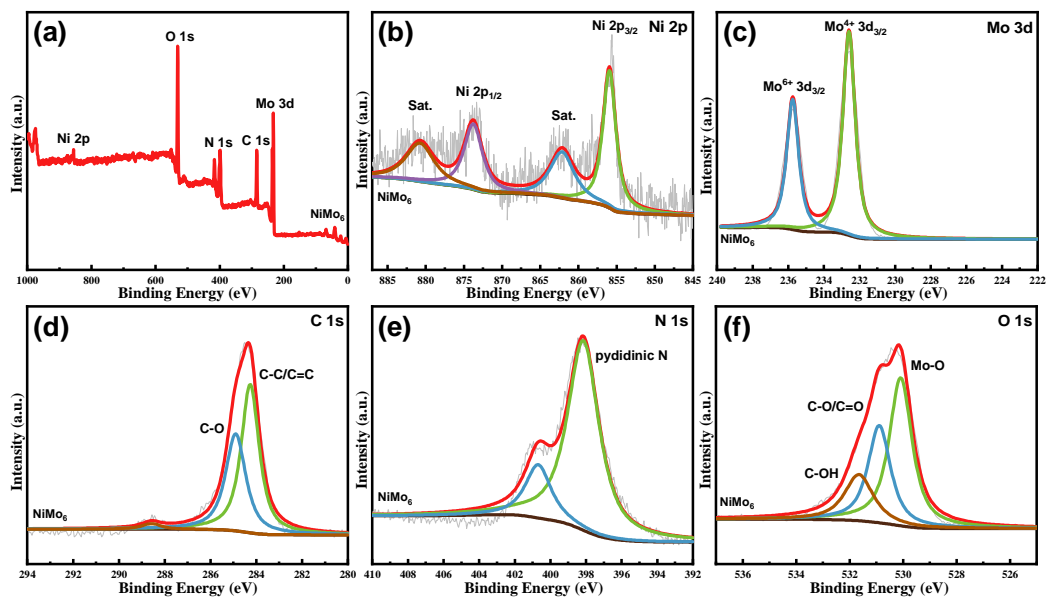 (a)
O 1s
Mo 3d
N 1s
C 1s
Ni 2p
NiMo₆
Intensity (a.u.)
1000 800 600 400 200 0
Binding Energy (eV)
(b)
Ni 2p₃/₂ Ni 2p
Ni 2p₁/₂
Sat.
Sat.
NiMo₆
Intensity (a.u.)
885 880 875 870 865 860 855 850 845
Binding Energy (eV)
(c)
Mo⁴⁺ 3d₃/₂ Mo 3d
Mo⁶⁺ 3d₃/₂
NiMo₆
Intensity (a.u.)
240 238 236 234 232 230 228 226 224 222
Binding Energy (eV)
(d)
C 1s
C-C/C=C
C-O
NiMo₆
Intensity (a.u.)
294 292 290 288 286 284 282 280
Binding Energy (eV)
(e)
N 1s
pydidinic N
NiMo₆
Intensity (a.u.)
410 408 406 404 402 400 398 396 394 392
Binding Energy (eV)
(f)
O 1s
Mo-O
C-O/C=O
C-OH
NiMo₆
Intensity (a.u.)
536 534 532 530 528 526
Binding Energy (eV)